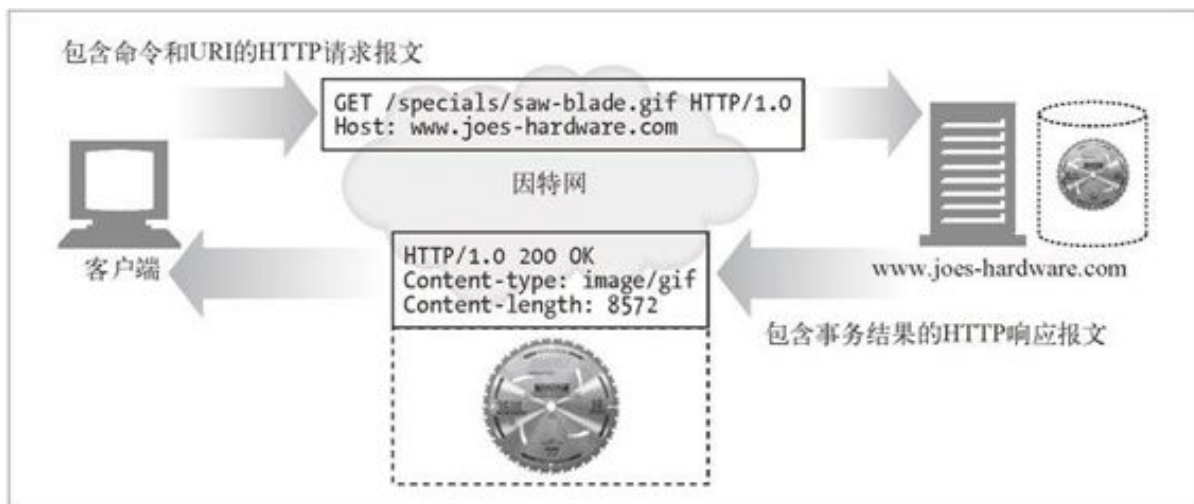 包含命令和URI的HTTP请求报文
GET /specials/saw-blade.gif HTTP/1.0
Host: www.joes-hardware.com
因特网
客户端
www.joes-hardware.com
HTTP/1.0 200 OK
Content-type: image/gif
Content-length: 8572
包含事务结果的HTTP响应报文